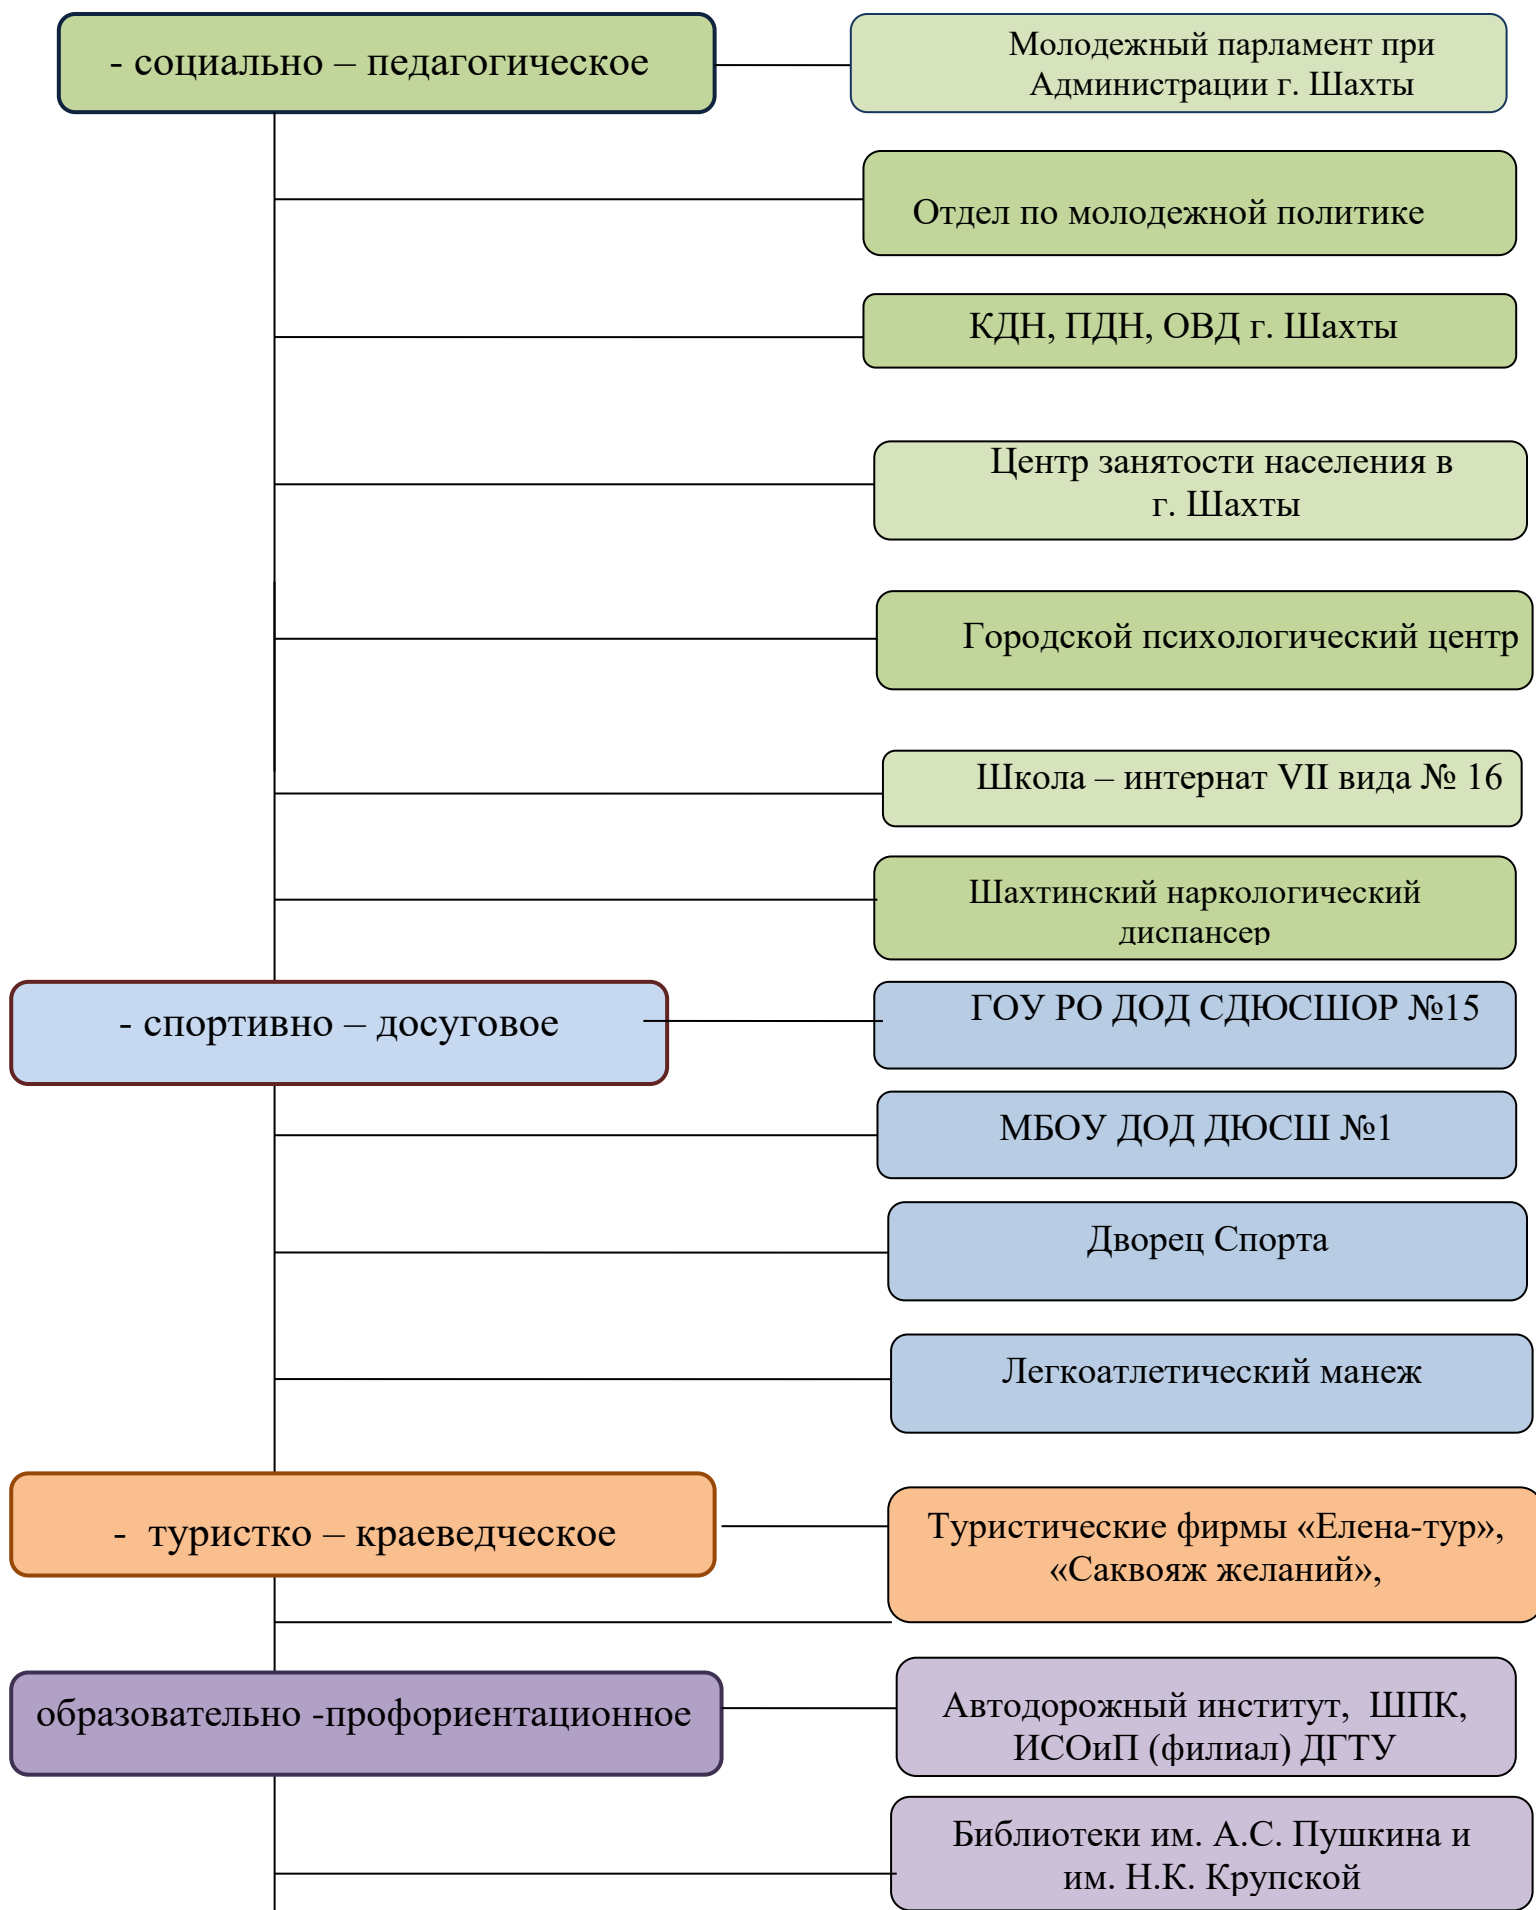 - социально – педагогическое
Молодежный парламент при
Администрации г. Шахты
Отдел по молодежной политике
КДН, ПДН, ОВД г. Шахты
Центр занятости населения в
г. Шахты
Городской психологический центр
Школа – интернат VII вида № 16
Шахтинский наркологический
диспансер
- спортивно – досуговое
ГОУ РО ДОД СДЮСШОР №15
МБОУ ДОД ДЮСШ №1
Дворец Спорта
Легкоатлетический манеж
- туристко – краеведческое
Туристические фирмы «Елена-тур»,
«Саквояж желаний»,
образовательно -профориентационное
Автодорожный институт, ШПК,
ИСОиП (филиал) ДГТУ
Библиотеки им. А.С. Пушкина и
им. Н.К. Крупской